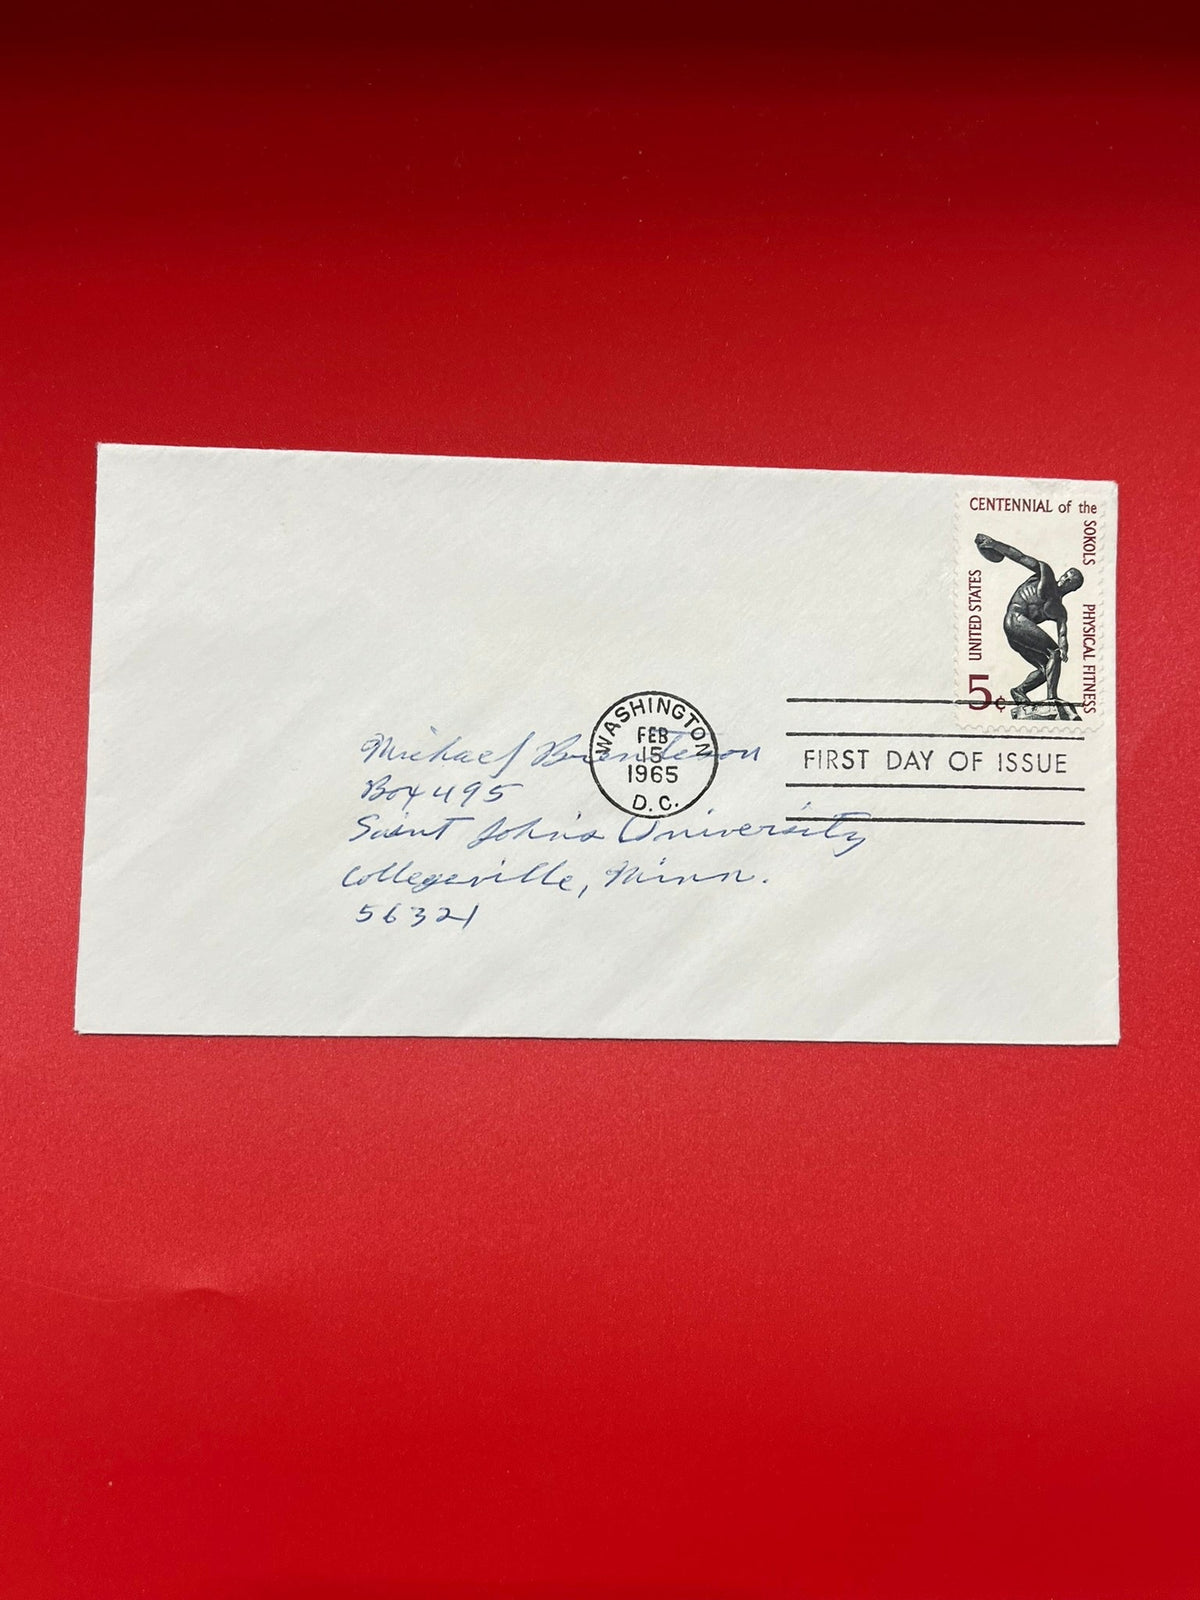 CENTENNIAL of the
SOKOLS PHYSICAL FITNESS
UNITED STATES
5¢
WASHINGTON
FEB
15
1965
D.C.
FIRST DAY OF ISSUE
Michael
Box 495
Saint John's University
Collegeville, Minn.
56321